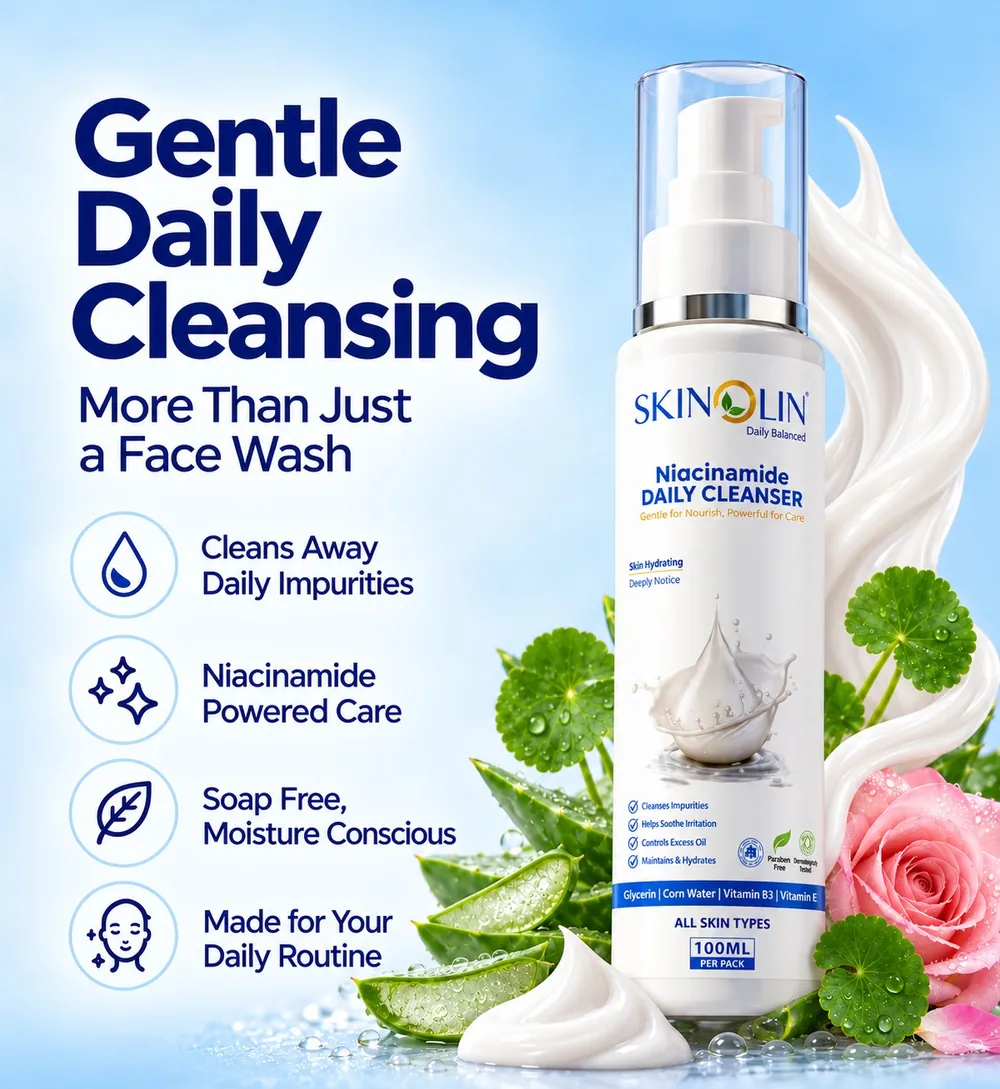 Gentle
Daily
Cleansing
More Than Just
a Face Wash
Cleans Away
Daily Impurities
Niacinamide
Powered Care
Soap Free,
Moisture Conscious
Made for Your
Daily Routine
SKINOLIN
Daily Balanced
Niacinamide
DAILY CLEANSER
Gentle for Nourish, Powerful for Care
Skin Hydrating
Deeply Notice
Cleanses Impurities
Helps Soothe Irritation
Controls Excess Oil
Maintains & Hydrates
Paraben
Free
Dermatologically
Tested
Glycerin | Corn Water | Vitamin B3 | Vitamin E
ALL SKIN TYPES
100ML
PER PACK